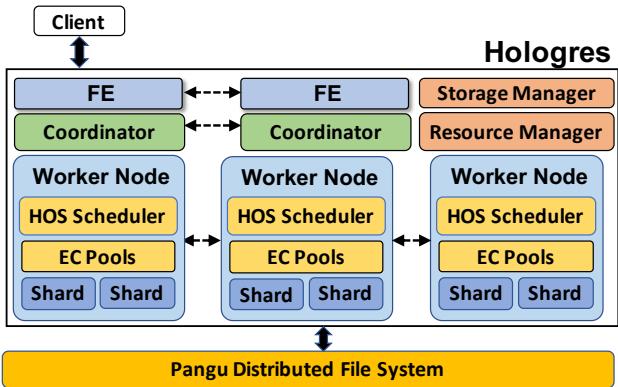 Client
Hologres
FE
FE
Storage Manager
Coordinator
Coordinator
Resource Manager
Worker Node
Worker Node
Worker Node
HOS Scheduler
HOS Scheduler
HOS Scheduler
EC Pools
EC Pools
EC Pools
Shard Shard
Shard Shard
Shard Shard
Pangu Distributed File System